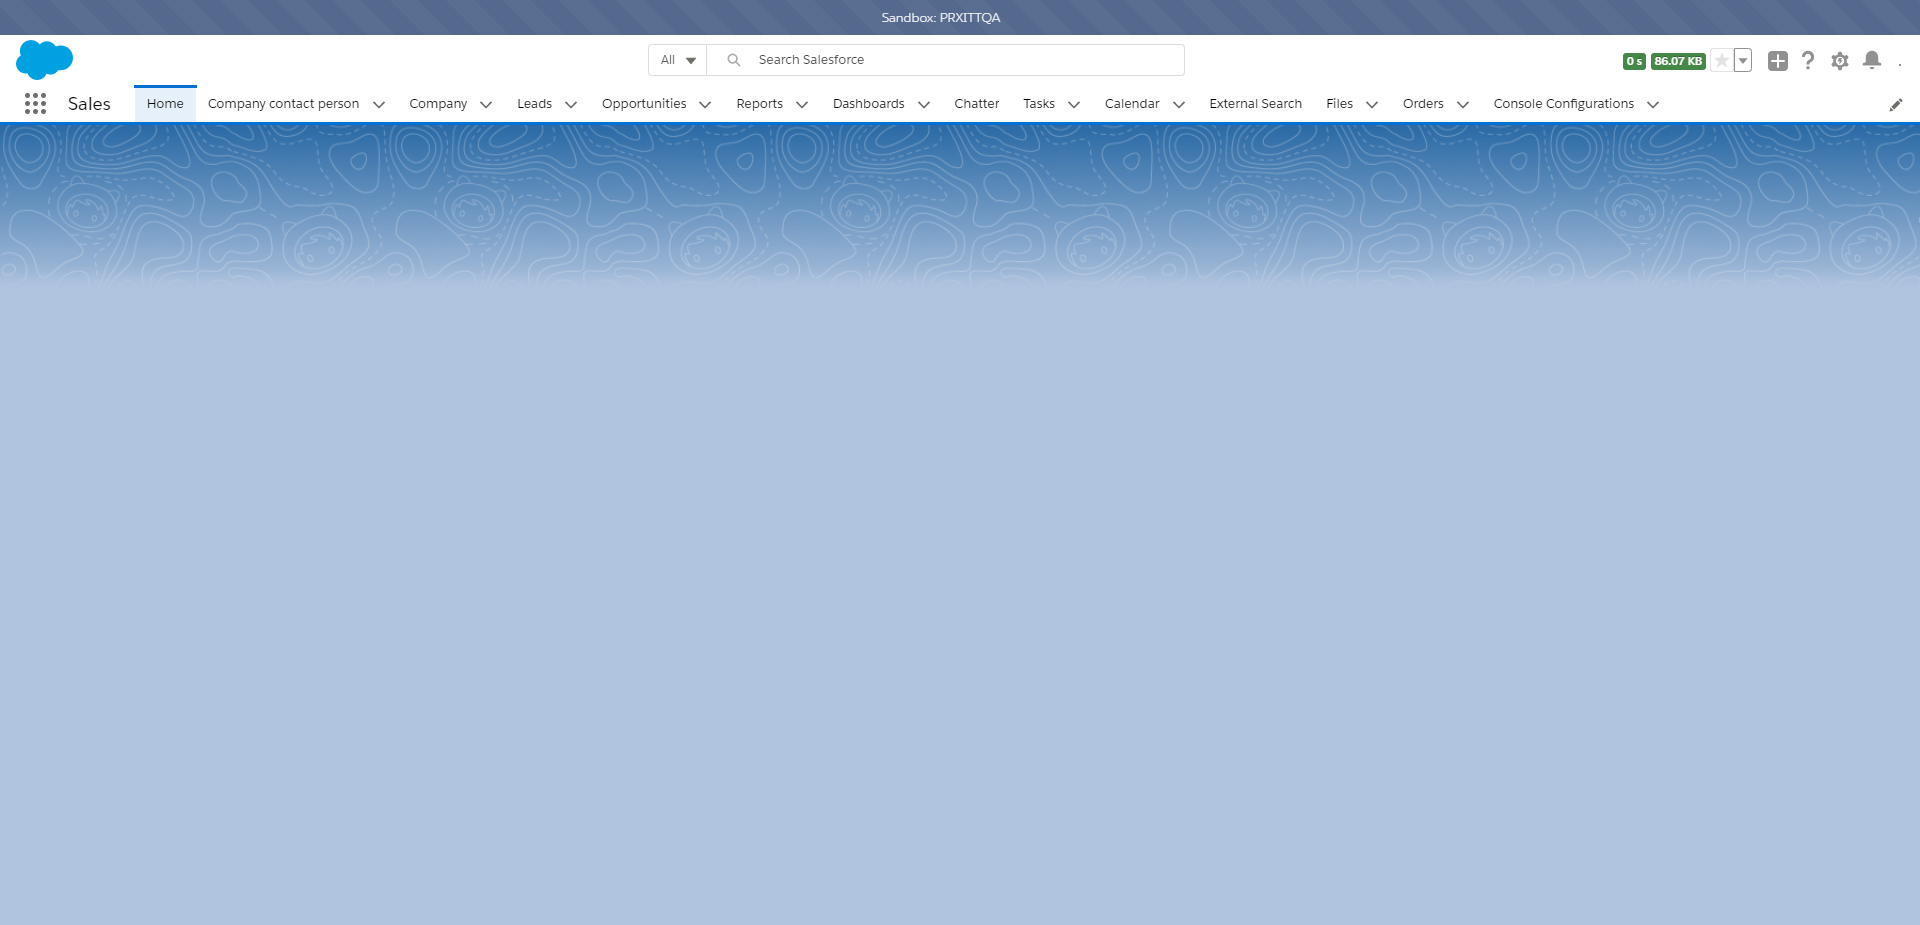 Sandbox: PRXITTQA
All Search Salesforce 0 s 86.07 KB
Sales Home Company contact person Company Leads Opportunities Reports Dashboards Chatter Tasks Calendar External Search Files Orders Console Configurations